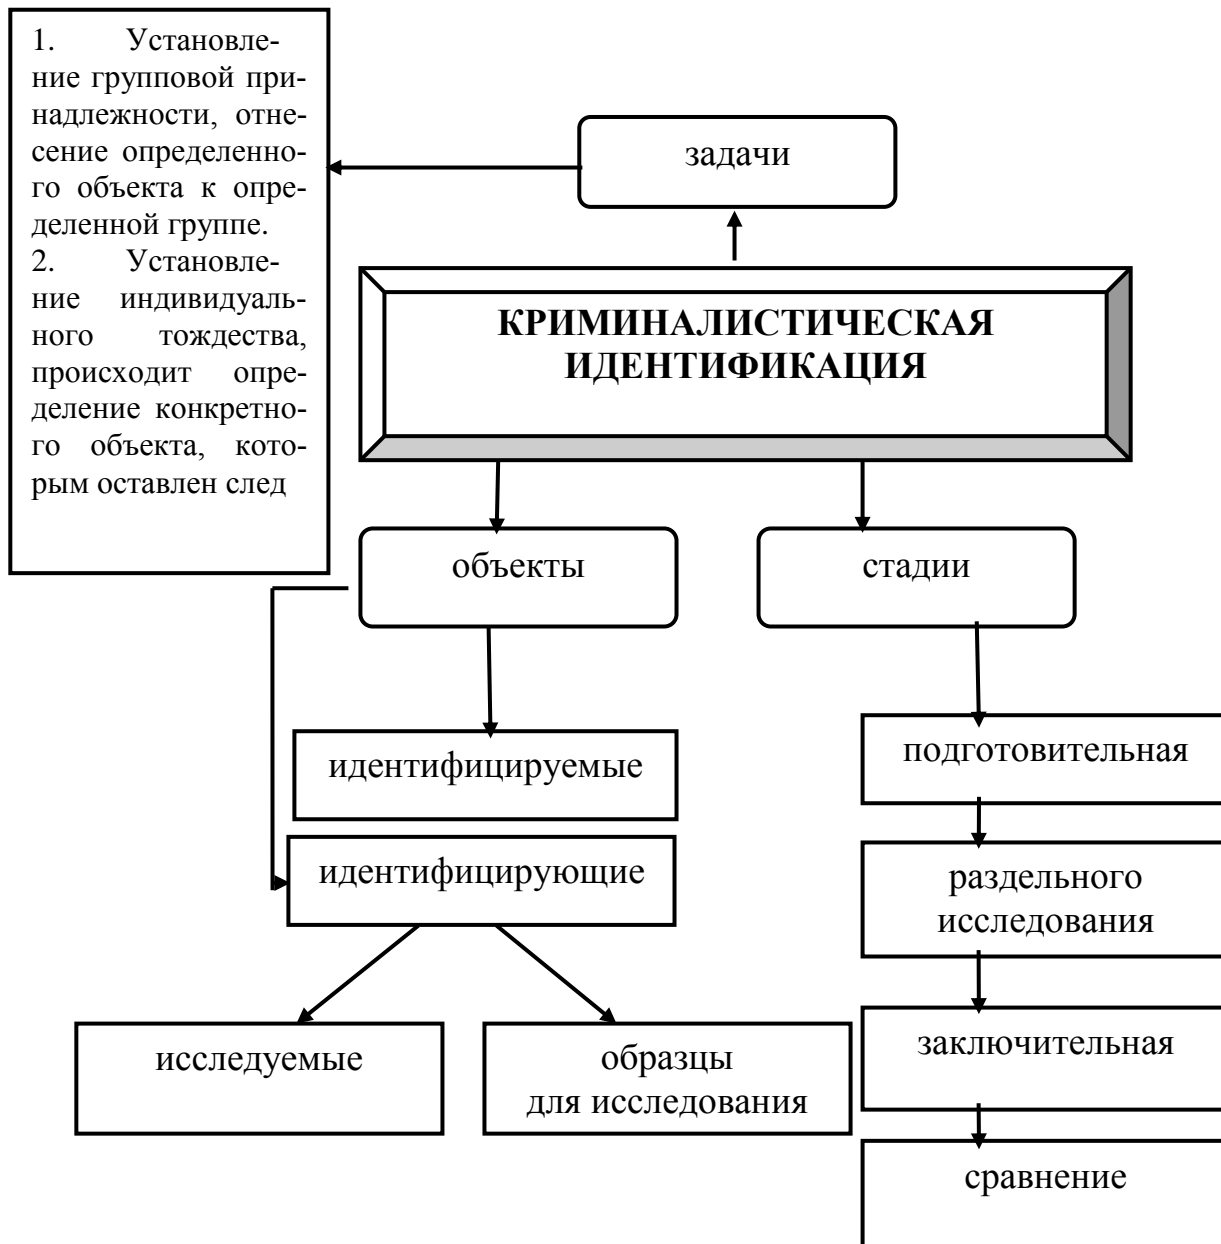 1. Установле-
ние групповой при-
надлежности, отне-
сение определенно-
го объекта к опре-
деленной группе.
2. Установле-
ние индивидуаль-
ного тождества,
происходит опре-
деление конкретно-
го объекта, кото-
рым оставлен след
задачи
КРИМИНАЛИСТИЧЕСКАЯ
ИДЕНТИФИКАЦИЯ
объекты
стадии
идентифицируемые
идентифицирующие
исследуемые
образцы
для исследования
подготовительная
раздельного
исследования
заключительная
сравнение